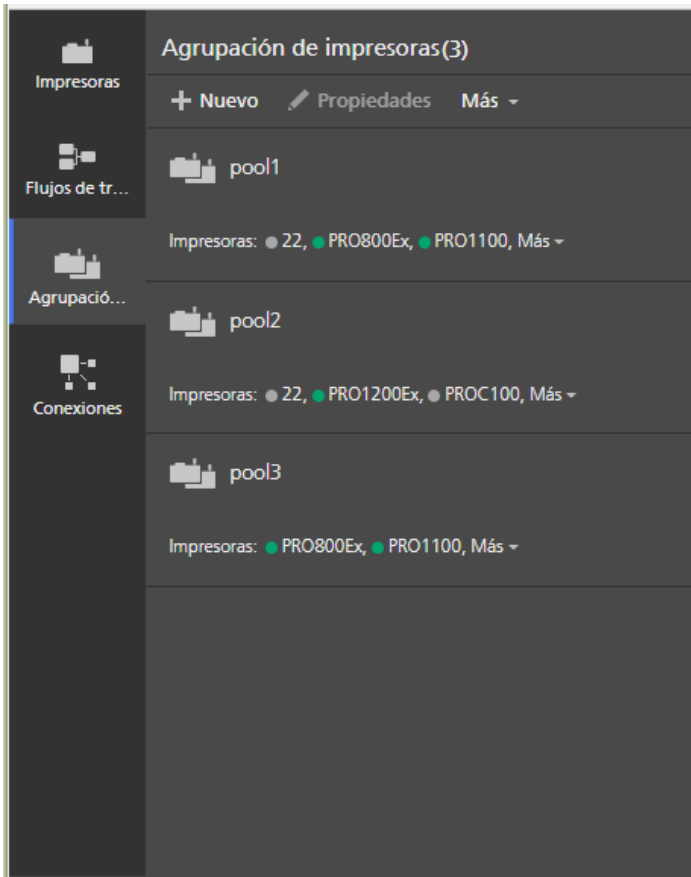 Impresoras
Flujos de tr...
Agrupació...
Conexiones
Agrupación de impresoras(3)
Nuevo Propiedades Más
pool1
Impresoras: 22, PRO800Ex, PRO1100, Más
pool2
Impresoras: 22, PRO1200Ex, PROC100, Más
pool3
Impresoras: PRO800Ex, PRO1100, Más